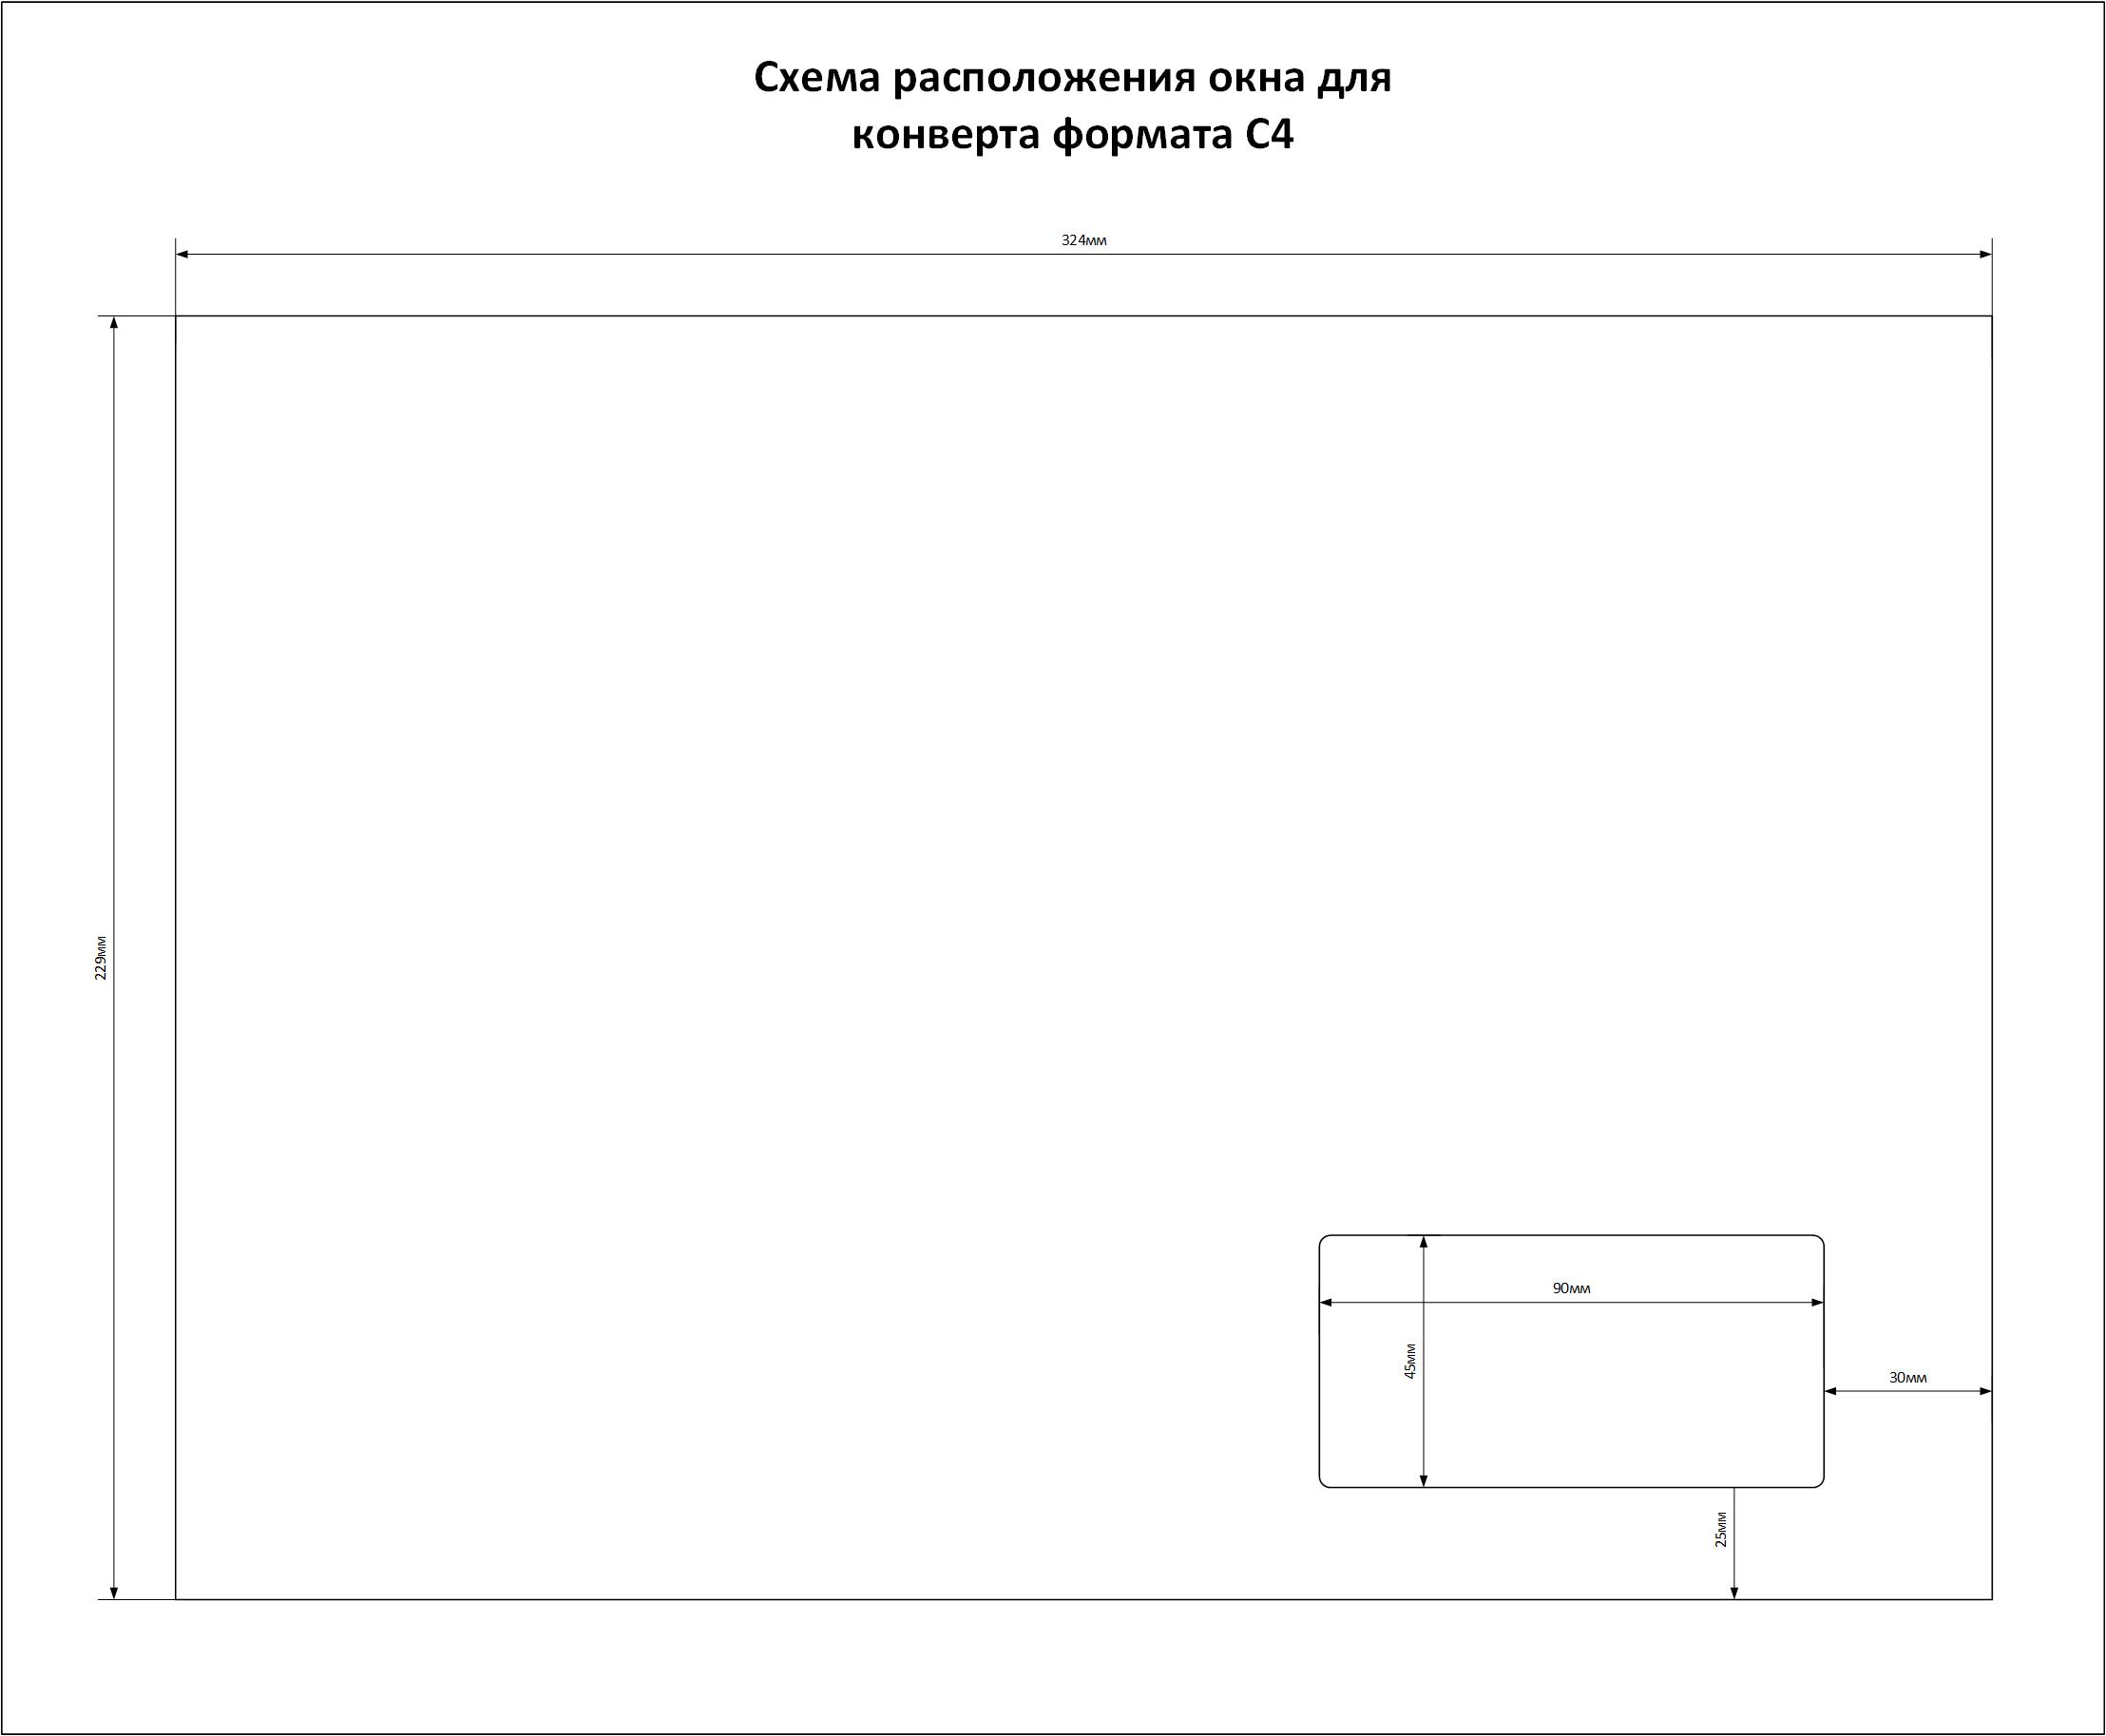 Схема расположения окна для
конверта формата С4
324мм
229мм
90мм
45мм
30мм
25мм